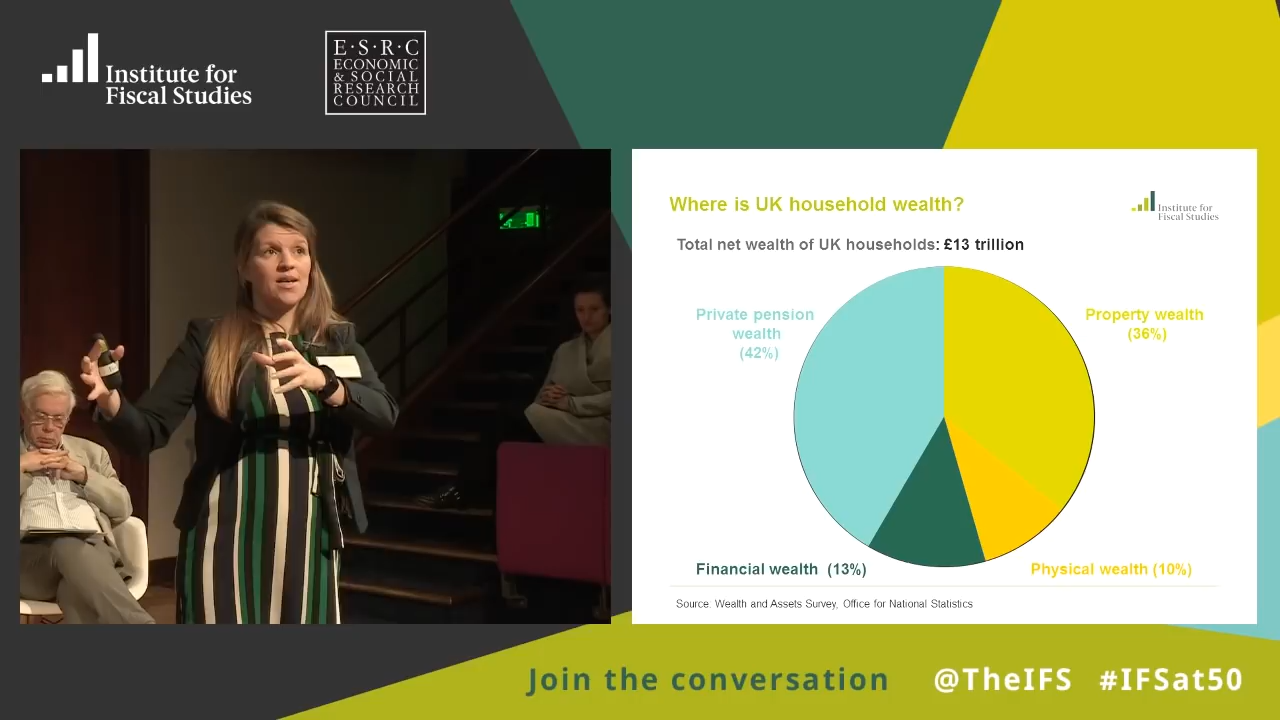 Institute for
Fiscal Studies
E·S·R·C
ECONOMIC
& SOCIAL
RESEARCH
COUNCIL
Where is UK household wealth?
Institute for
Fiscal Studies
Total net wealth of UK households: £13 trillion
Private pension
wealth
(42%)
Property wealth
(36%)
Financial wealth (13%)
Physical wealth (10%)
Source: Wealth and Assets Survey, Office for National Statistics
Join the conversation @TheIFS #IFSat50